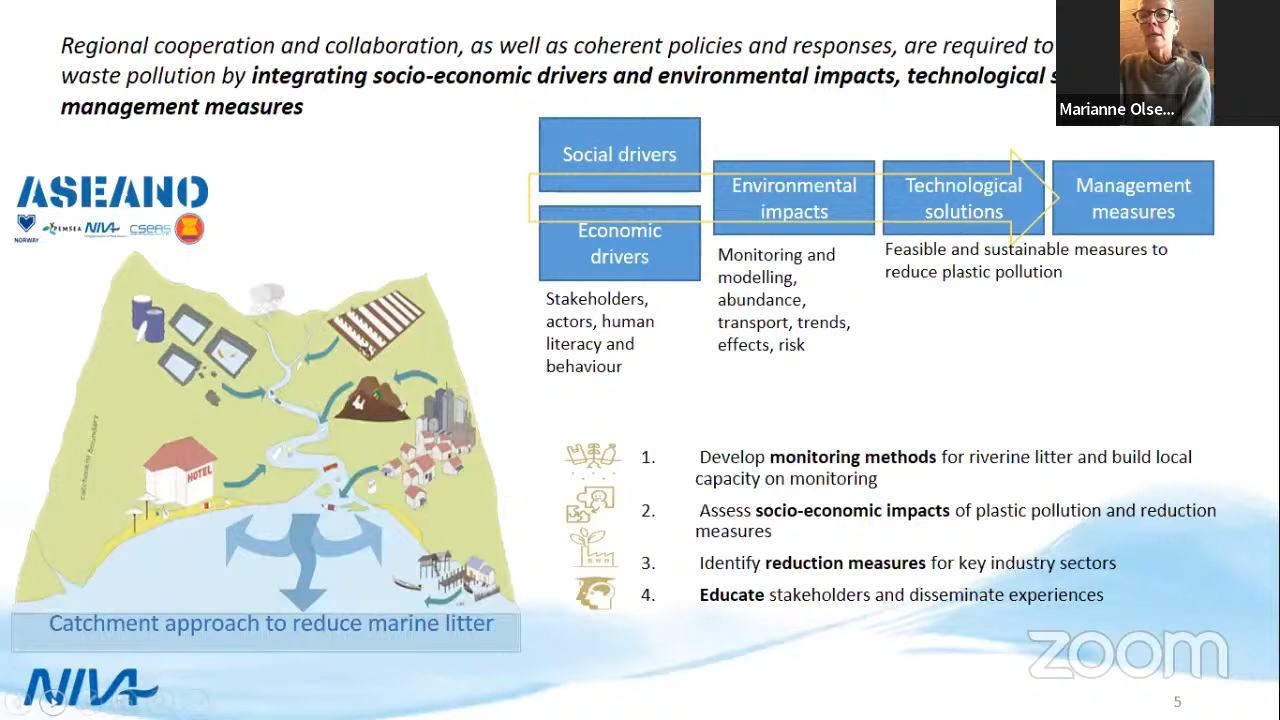 Regional cooperation and collaboration, as well as coherent policies and responses, are required to
waste pollution by integrating socio-economic drivers and environmental impacts, technological s
management measures
Marianne Olse...
ASEANO
NORWAY
PEMSEA
NIVA
CSEAS
Social drivers
Economic
drivers
Environmental
impacts
Technological
solutions
Management
measures
Stakeholders,
actors, human
literacy and
behaviour
Monitoring and
modelling,
abundance,
transport, trends,
effects, risk
Feasible and sustainable measures to
reduce plastic pollution
catchment boundary
HOTEL
Catchment approach to reduce marine litter
1. Develop monitoring methods for riverine litter and build local
capacity on monitoring
2. Assess socio-economic impacts of plastic pollution and reduction
measures
3. Identify reduction measures for key industry sectors
4. Educate stakeholders and disseminate experiences
NIVA
zoom
5